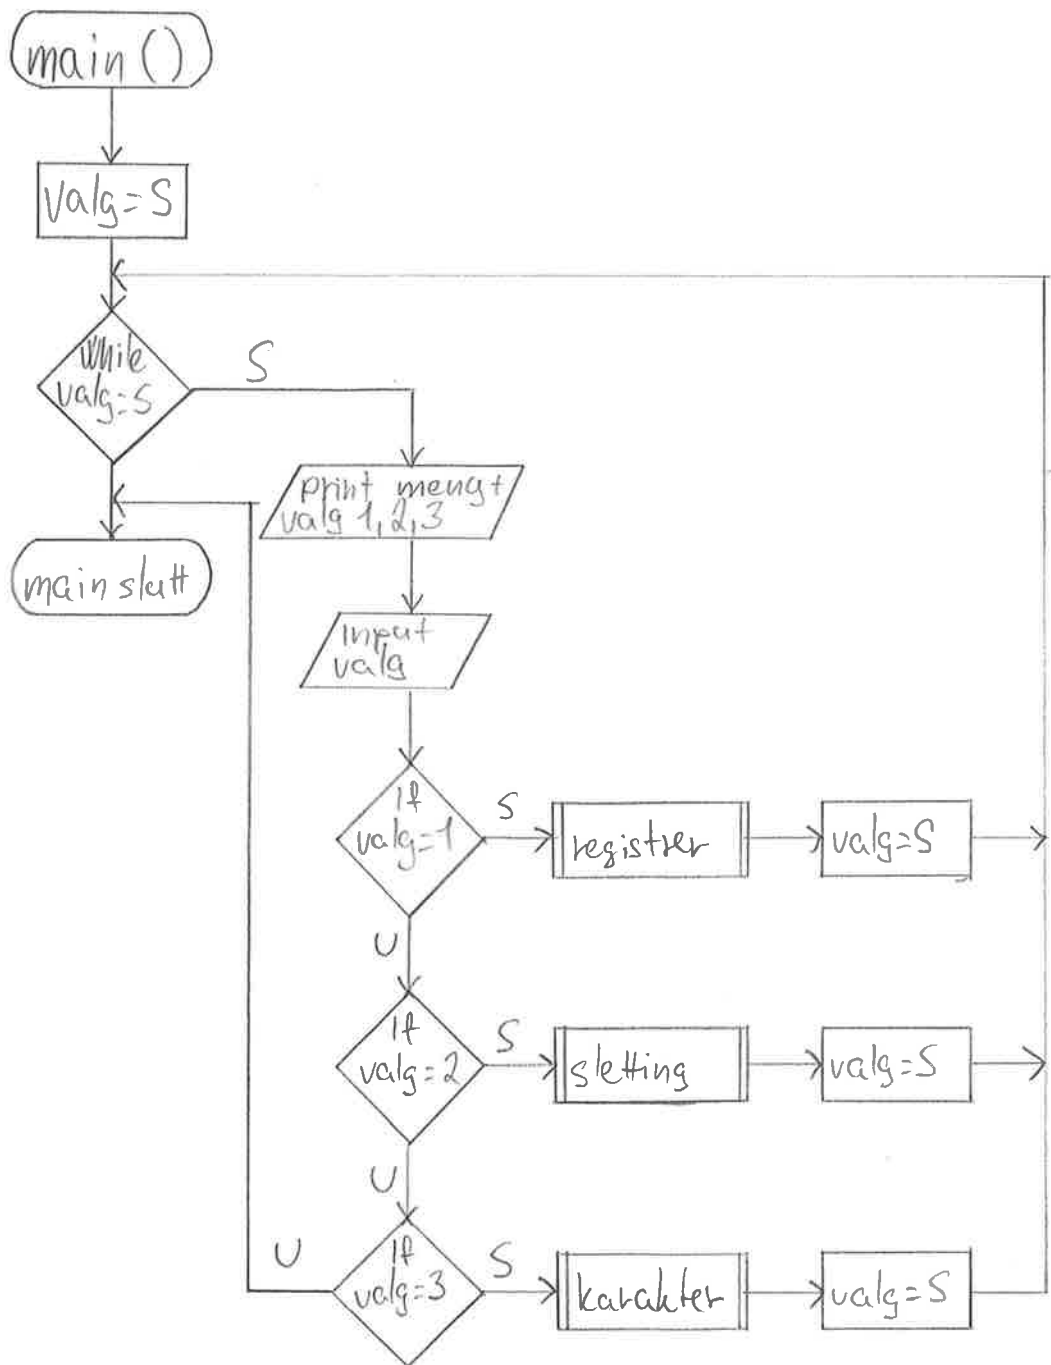 main ()
valg=S
while
valg=S
S
print meny +
valg 1,2,3
main slutt
input
valg
if
valg=1
S
registrer
valg=S
U
if
valg=2
S
sletting
valg=S
U
if
valg=3
U
S
karakter
valg=S